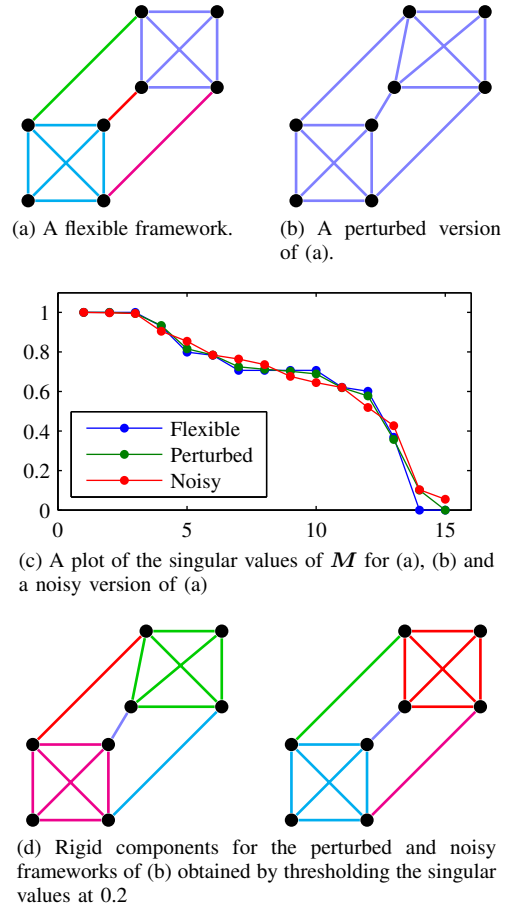 (a) A flexible framework.
(b) A perturbed version
of (a).
1
0.8
0.6
0.4
0.2
0
Flexible
Perturbed
Noisy
0 5 10 15
(c) A plot of the singular values of M for (a), (b) and
a noisy version of (a)
(d) Rigid components for the perturbed and noisy
frameworks of (b) obtained by thresholding the singular
values at 0.2